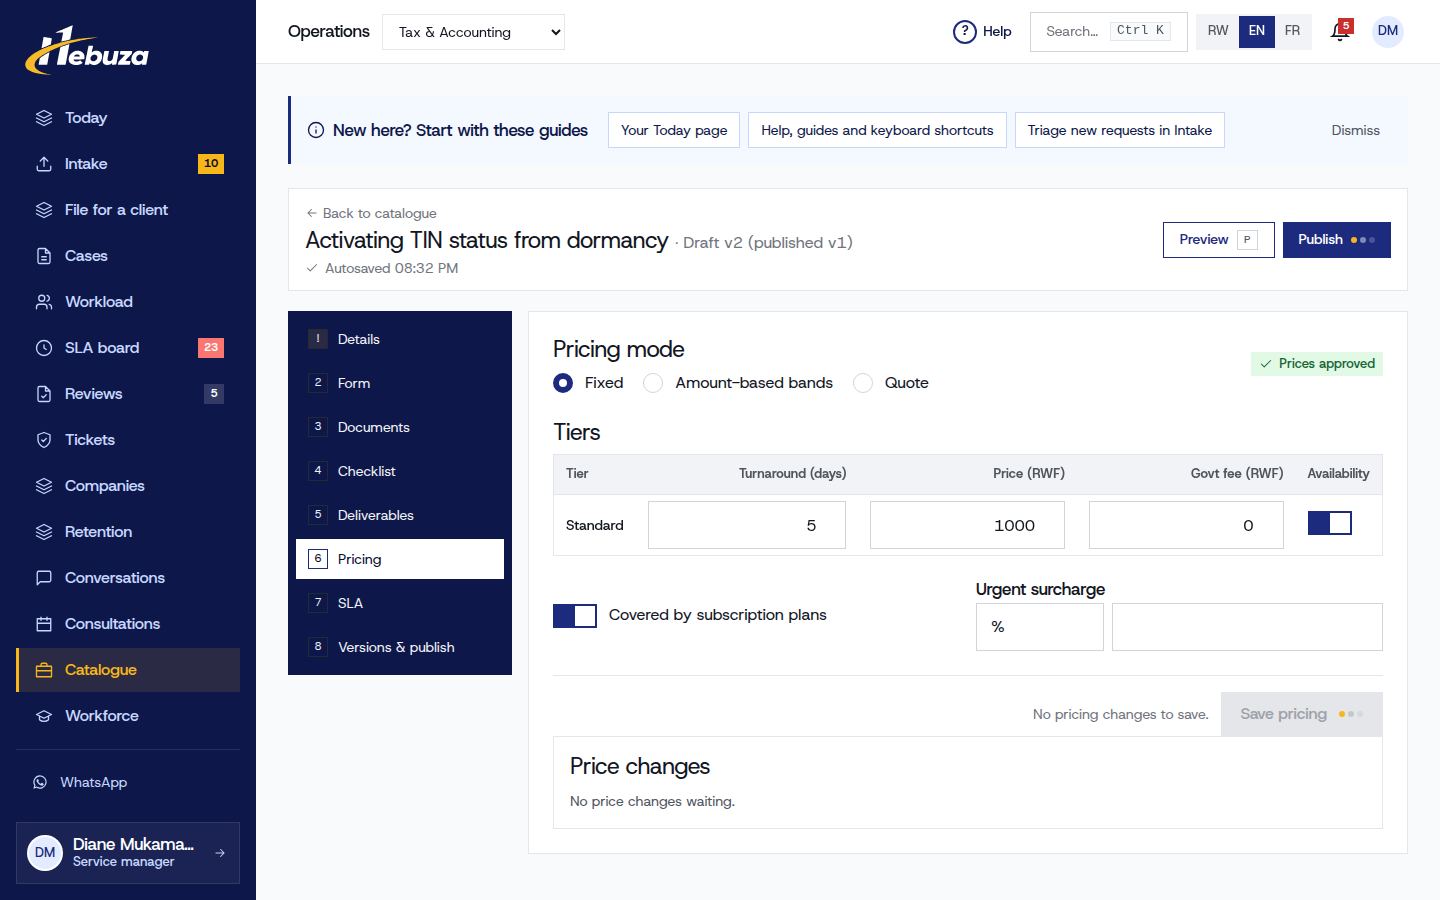 Hebuza
Today
Intake 10
File for a client
Cases
Workload
SLA board 23
Reviews 5
Tickets
Companies
Retention
Conversations
Consultations
Catalogue
Workforce
WhatsApp
DM Diane Mukama...
Service manager
Operations Tax & Accounting
? Help Search... Ctrl K RW EN FR 5 DM
New here? Start with these guides Your Today page Help, guides and keyboard shortcuts Triage new requests in Intake Dismiss
← Back to catalogue
Activating TIN status from dormancy · Draft v2 (published v1)
Autosaved 08:32 PM
Preview P Publish
! Details
2 Form
3 Documents
4 Checklist
5 Deliverables
6 Pricing
7 SLA
8 Versions & publish
Pricing mode
Fixed Amount-based bands Quote
Prices approved
Tiers
Tier Turnaround (days) Price (RWF) Govt fee (RWF) Availability
Standard 5 1000 0
Covered by subscription plans
Urgent surcharge
%
No pricing changes to save. Save pricing
Price changes
No price changes waiting.